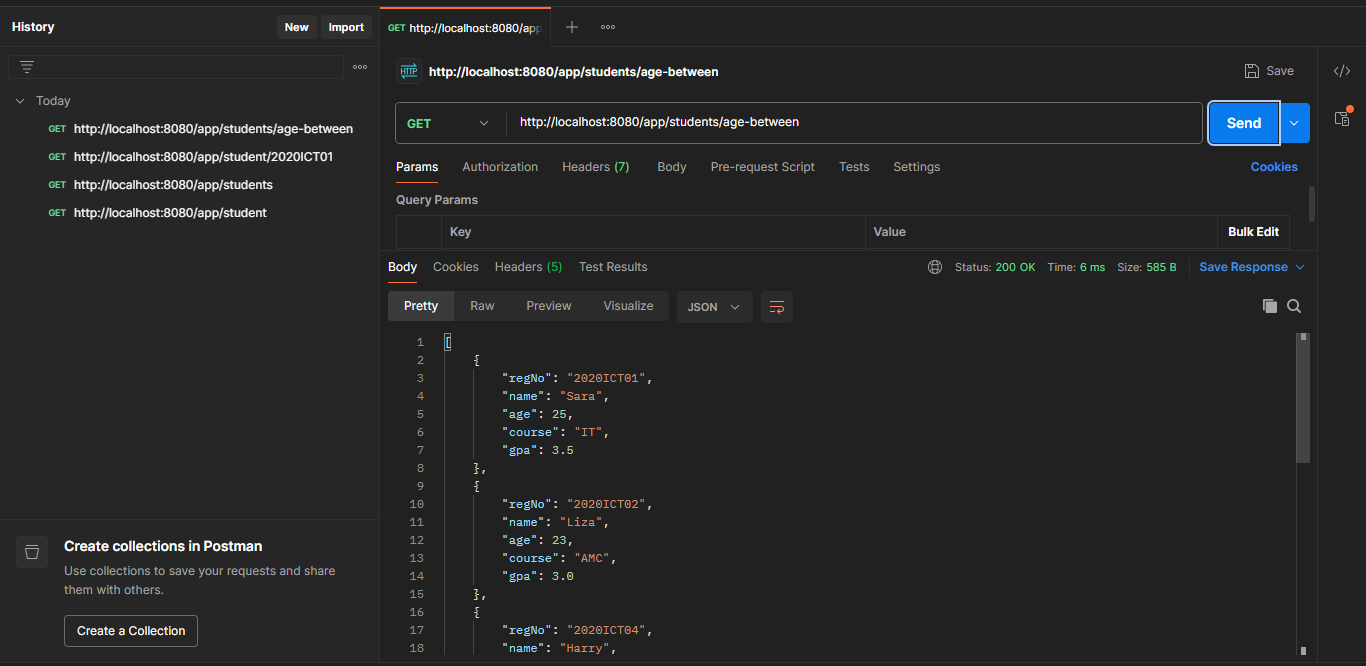 History
New
Import
Today
GET http://localhost:8080/app/students/age-between
GET http://localhost:8080/app/student/2020ICT01
GET http://localhost:8080/app/students
GET http://localhost:8080/app/student
Create collections in Postman
Use collections to save your requests and share
them with others.
Create a Collection
GET http://localhost:8080/app
HTTP http://localhost:8080/app/students/age-between
Save
GET
http://localhost:8080/app/students/age-between
Send
Params Authorization Headers (7) Body Pre-request Script Tests Settings
Cookies
Query Params
Key Value Bulk Edit
Body Cookies Headers (5) Test Results
Status: 200 OK Time: 6 ms Size: 585 B
Save Response
Pretty Raw Preview Visualize JSON
1 [
2 {
3 "regNo": "2020ICT01",
4 "name": "Sara",
5 "age": 25,
6 "course": "IT",
7 "gpa": 3.5
8 },
9 {
10 "regNo": "2020ICT02",
11 "name": "Liza",
12 "age": 23,
13 "course": "AMC",
14 "gpa": 3.0
15 },
16 {
17 "regNo": "2020ICT04",
18 "name": "Harry",